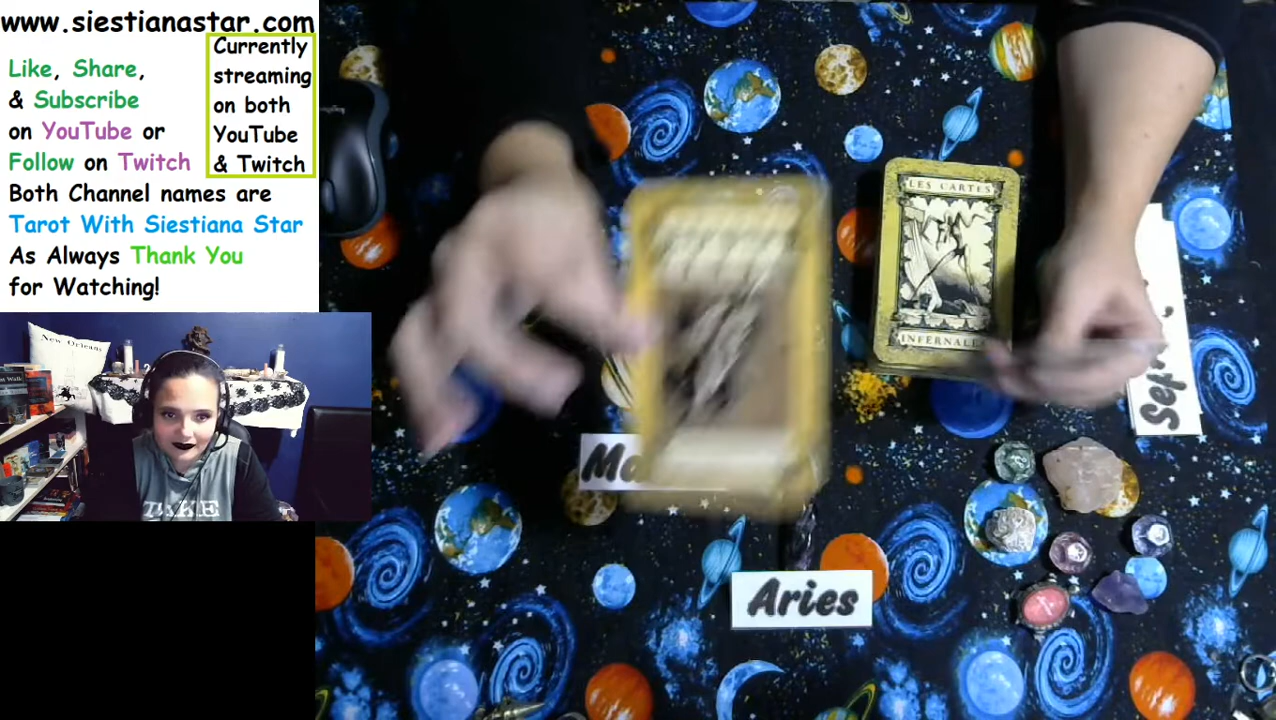 www.siestianastar.com
Like, Share,
& Subscribe
on YouTube or
Follow on Twitch
Both Channel names are
Tarot With Siestiana Star
As Always Thank You
for Watching!
Currently
streaming
on both
YouTube
& Twitch
New Orleans
LES CARTES
INFERNALES
Aries